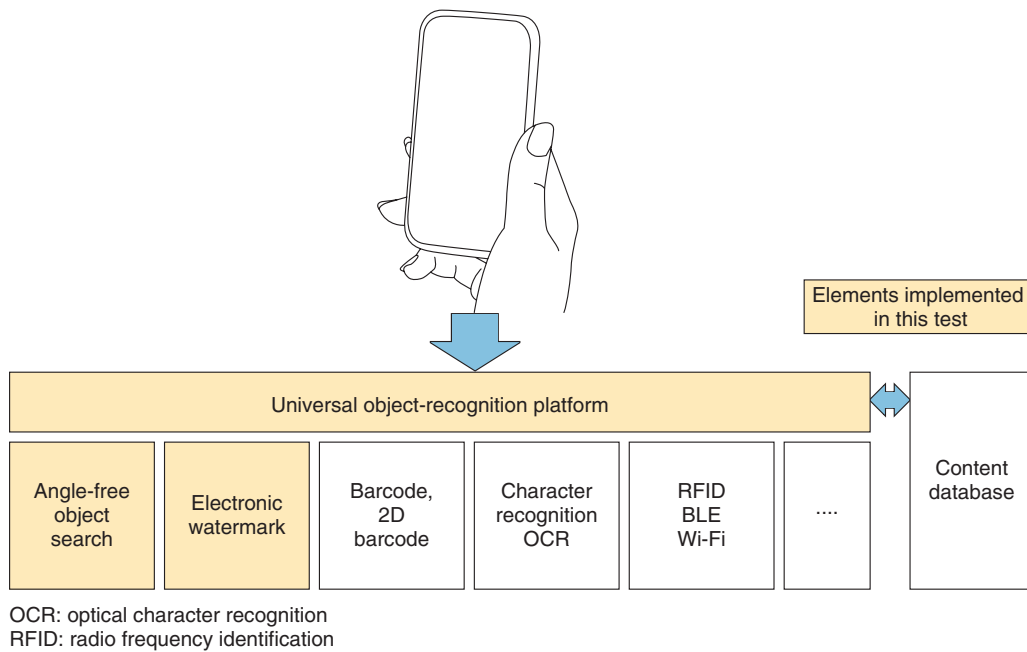 Elements implemented
in this test
Universal object-recognition platform
Angle-free
object
search
Electronic
watermark
Barcode,
2D
barcode
Character
recognition
OCR
RFID
BLE
Wi-Fi
....
Content
database
OCR: optical character recognition
RFID: radio frequency identification